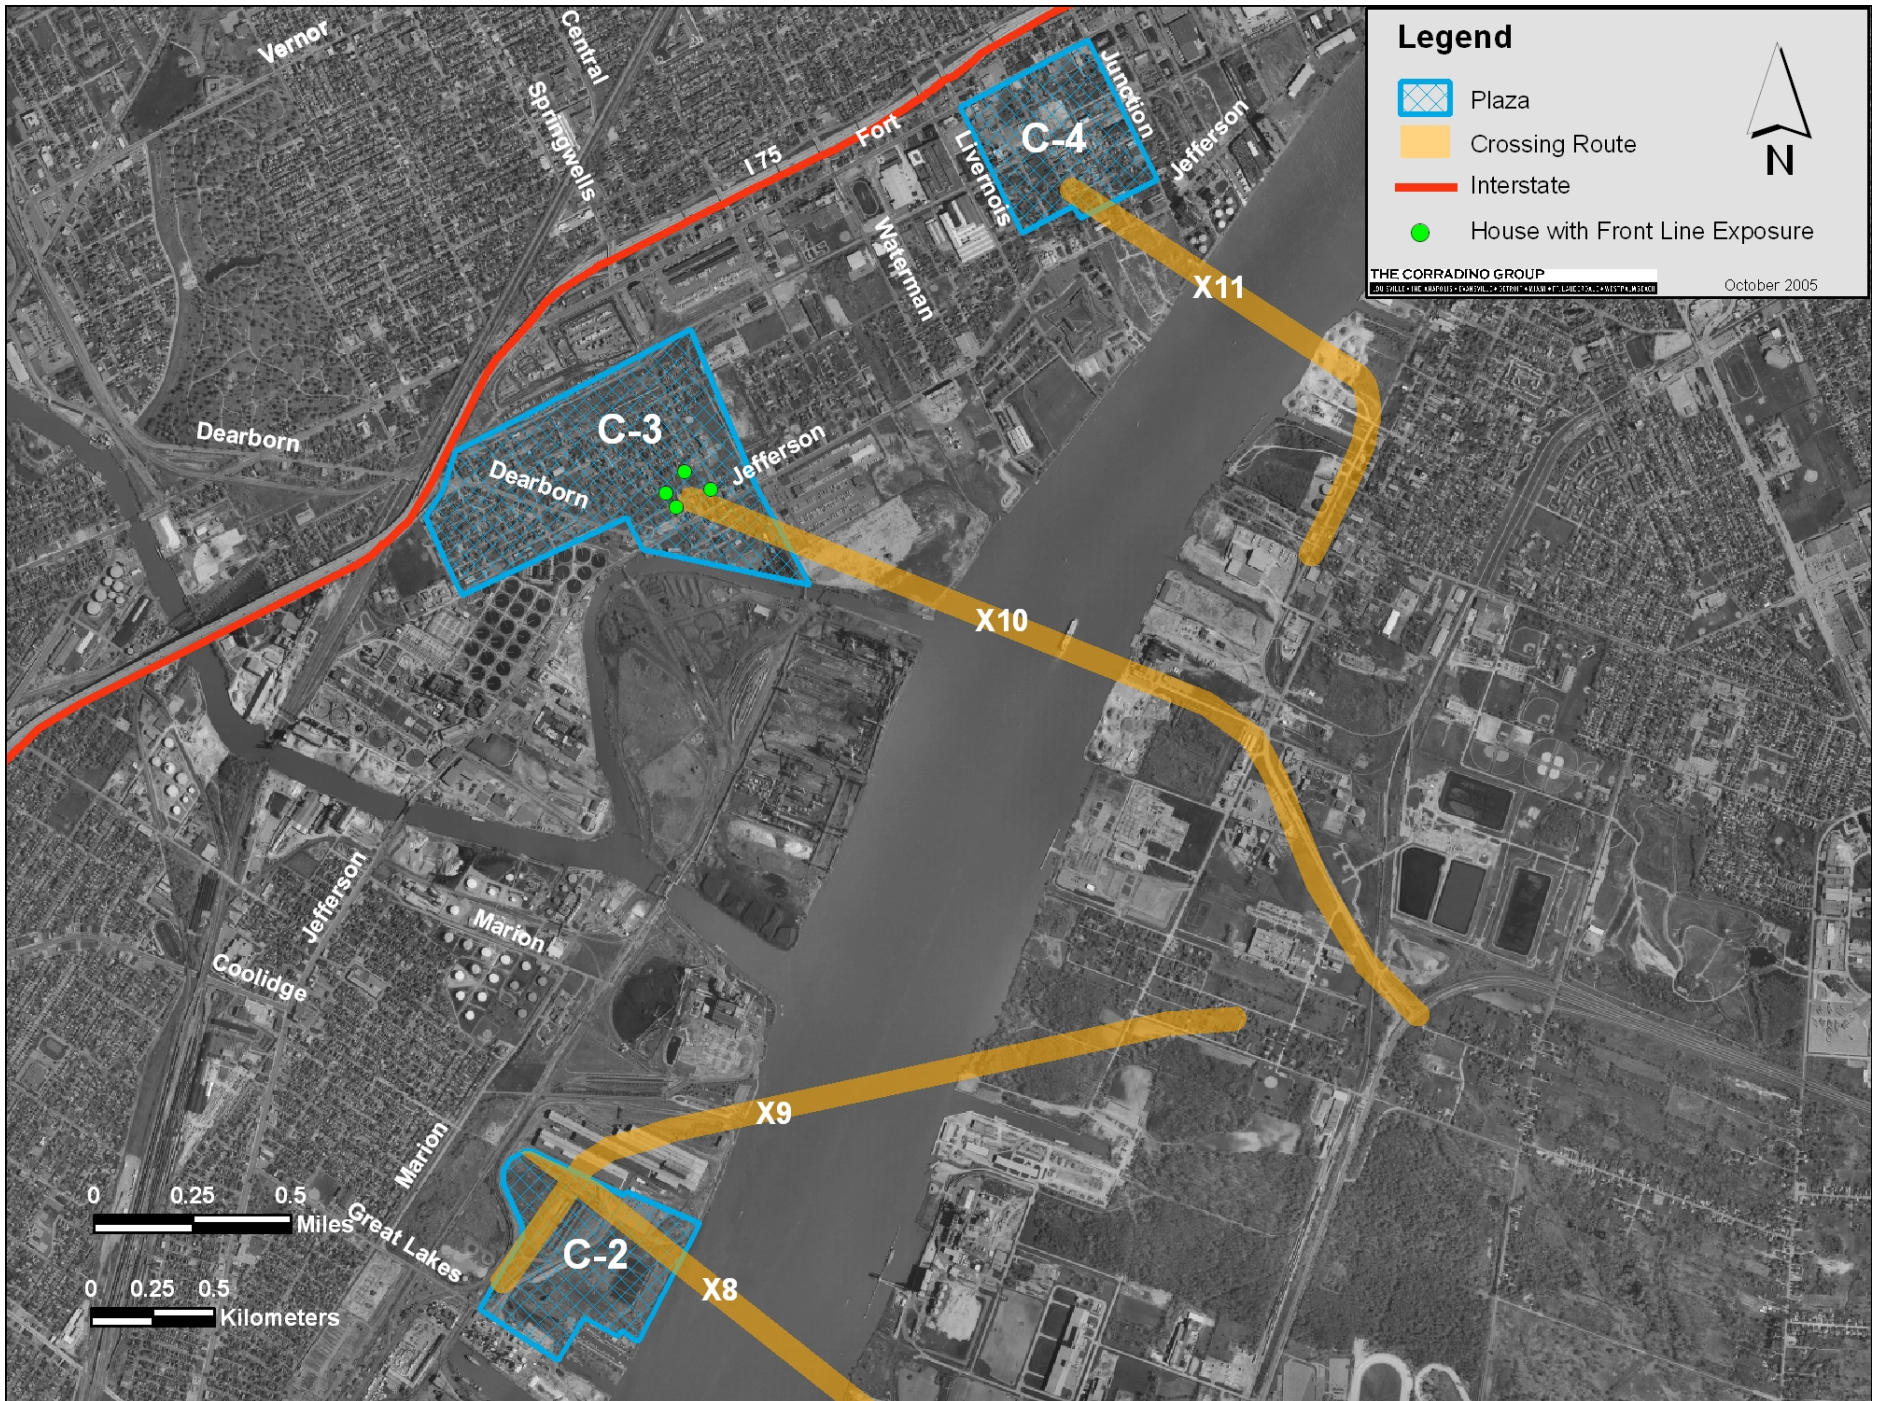 Legend
Plaza
Crossing Route
Interstate
House with Front Line Exposure
N
THE CORRADINO GROUP
October 2005
Vernor
Central
Springwells
Junction
Fort
I 75
C-4
Livernois
Jefferson
Waterman
X11
Dearborn
C-3
Jefferson
Dearborn
X10
Jefferson
Marion
Coolidge
X9
Marion
0 0.25 0.5
Miles
Great Lakes
C-2
X8
0 0.25 0.5
Kilometers